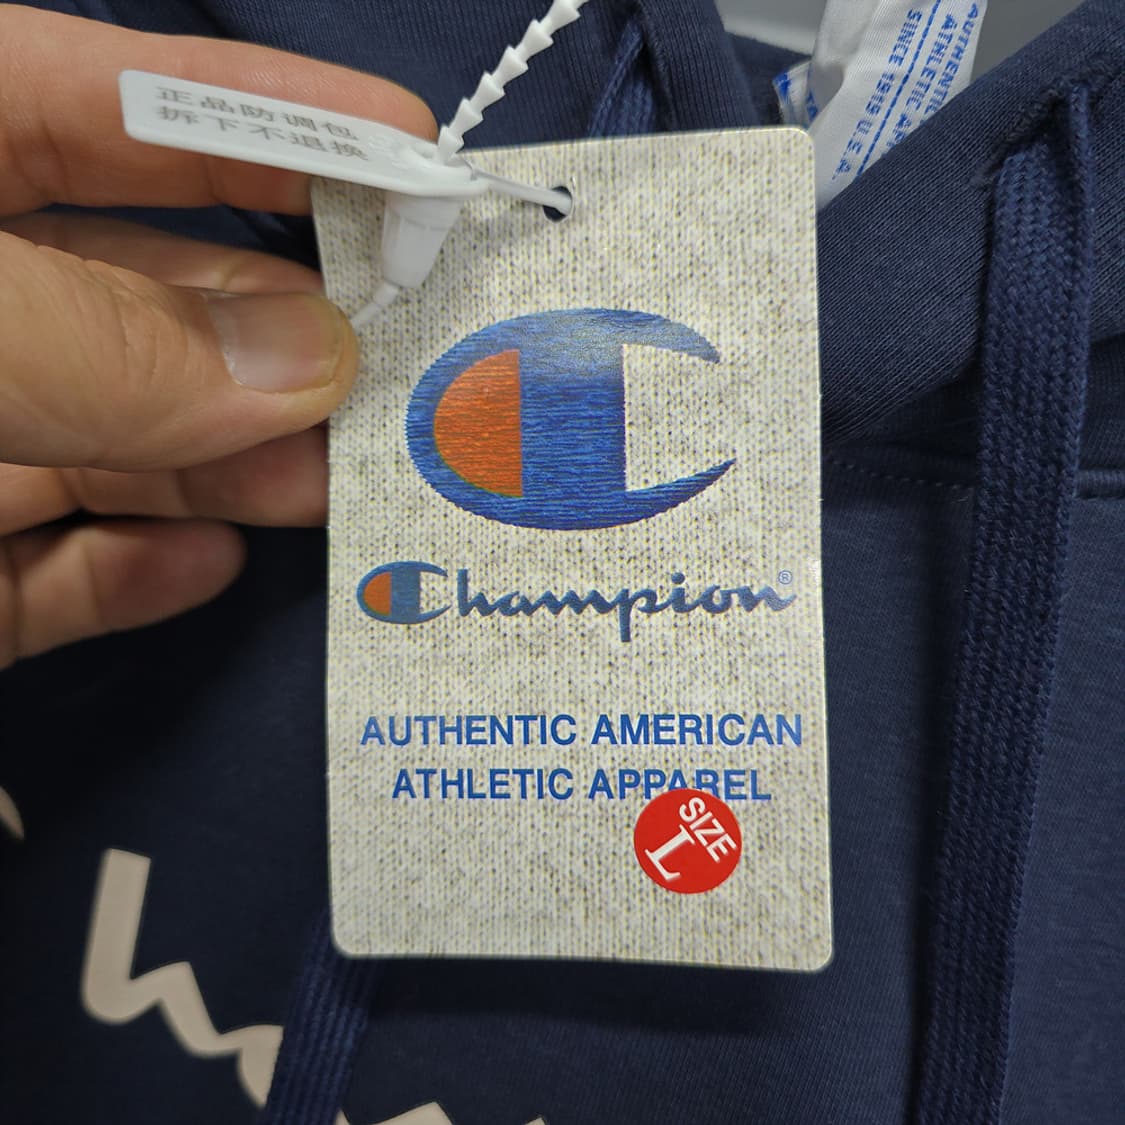 正品防调包
拆下不退换
AUTHENTIC
ATHLETIC AP
SINCE 1919 U.S.A.
Champion®
AUTHENTIC AMERICAN
ATHLETIC APPAREL
SIZE
L